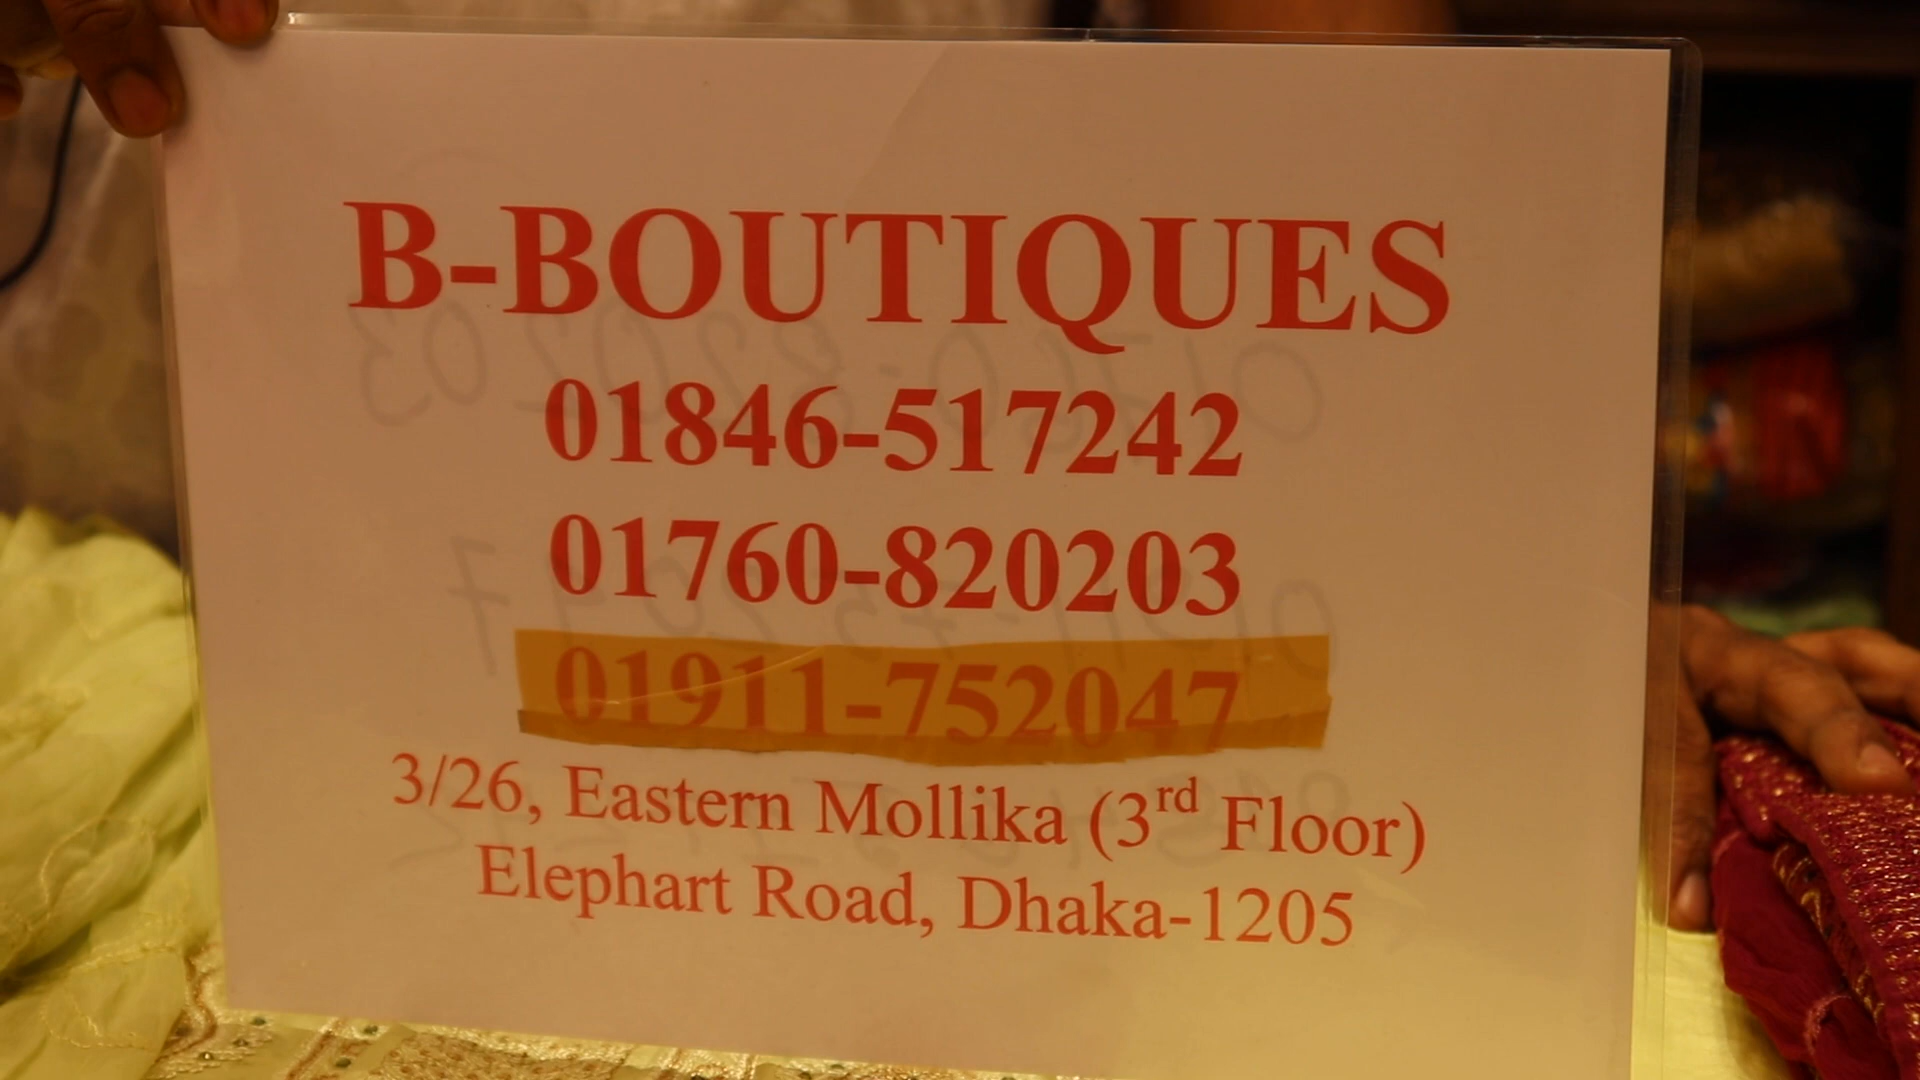 B-BOUTIQUES
01846-517242
01760-820203
01911-752047
3/26, Eastern Mollika (3rd Floor)
Elephart Road, Dhaka-1205